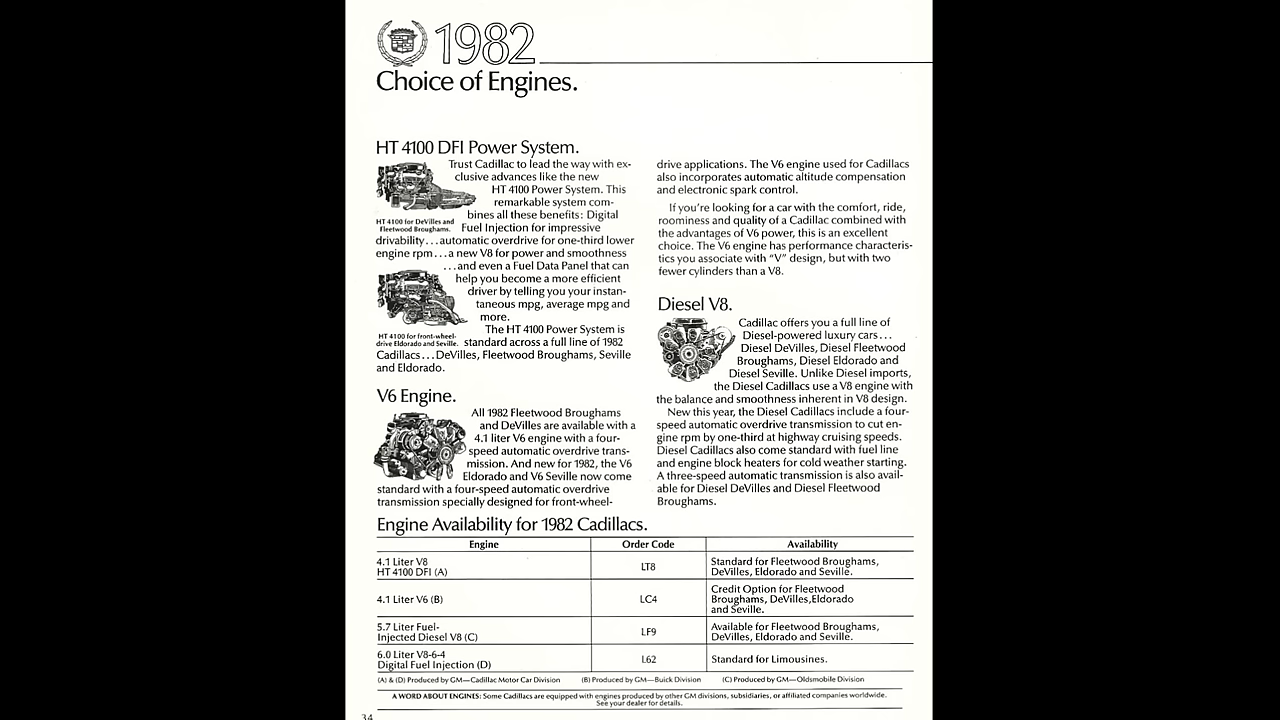 1982
Choice of Engines.
HT 4100 DFI Power System.
Trust Cadillac to lead the way with ex-
clusive advances like the new
HT 4100 Power System. This
remarkable system com-
bines all these benefits: Digital
HT 4100 for DeVilles and
Fleetwood Broughams.
Fuel Injection for impressive
drivability...automatic overdrive for one-third lower
engine rpm...a new V8 for power and smoothness
...and even a Fuel Data Panel that can
help you become a more efficient
driver by telling you your instan-
taneous mpg, average mpg and
more.
The HT 4100 Power System is
HT 4100 for front-wheel-
drive Eldorado and Seville.
standard across a full line of 1982
Cadillacs...DeVilles, Fleetwood Broughams, Seville
and Eldorado.
V6 Engine.
All 1982 Fleetwood Broughams
and DeVilles are available with a
4.1 liter V6 engine with a four-
speed automatic overdrive trans-
mission. And new for 1982, the V6
Eldorado and V6 Seville now come
standard with a four-speed automatic overdrive
transmission specially designed for front-wheel-
drive applications. The V6 engine used for Cadillacs
also incorporates automatic altitude compensation
and electronic spark control.
If you're looking for a car with the comfort, ride,
roominess and quality of a Cadillac combined with
the advantages of V6 power, this is an excellent
choice. The V6 engine has performance characteris-
tics you associate with "V" design, but with two
fewer cylinders than a V8.
Diesel V8.
Cadillac offers you a full line of
Diesel-powered luxury cars...
Diesel DeVilles, Diesel Fleetwood
Broughams, Diesel Eldorado and
Diesel Seville. Unlike Diesel imports,
the Diesel Cadillacs use a V8 engine with
the balance and smoothness inherent in V8 design.
New this year, the Diesel Cadillacs include a four-
speed automatic overdrive transmission to cut en-
gine rpm by one-third at highway cruising speeds.
Diesel Cadillacs also come standard with fuel line
and engine block heaters for cold weather starting.
A three-speed automatic transmission is also avail-
able for Diesel DeVilles and Diesel Fleetwood
Broughams.
Engine Availability for 1982 Cadillacs.
Engine Order Code Availability
4.1 Liter V8
HT 4100 DFI (A)
LT8
Standard for Fleetwood Broughams,
DeVilles, Eldorado and Seville.
4.1 Liter V6 (B)
LC4
Credit Option for Fleetwood
Broughams, DeVilles,Eldorado
and Seville.
5.7 Liter Fuel-
Injected Diesel V8 (C)
LF9
Available for Fleetwood Broughams,
DeVilles, Eldorado and Seville.
6.0 Liter V8-6-4
Digital Fuel Injection (D)
L62
Standard for Limousines.
(A) & (D) Produced by GM—Cadillac Motor Car Division (B) Produced by GM—Buick Division (C) Produced by GM—Oldsmobile Division
A WORD ABOUT ENGINES: Some Cadillacs are equipped with engines produced by other GM divisions, subsidiaries, or affiliated companies worldwide.
See your dealer for details.
34